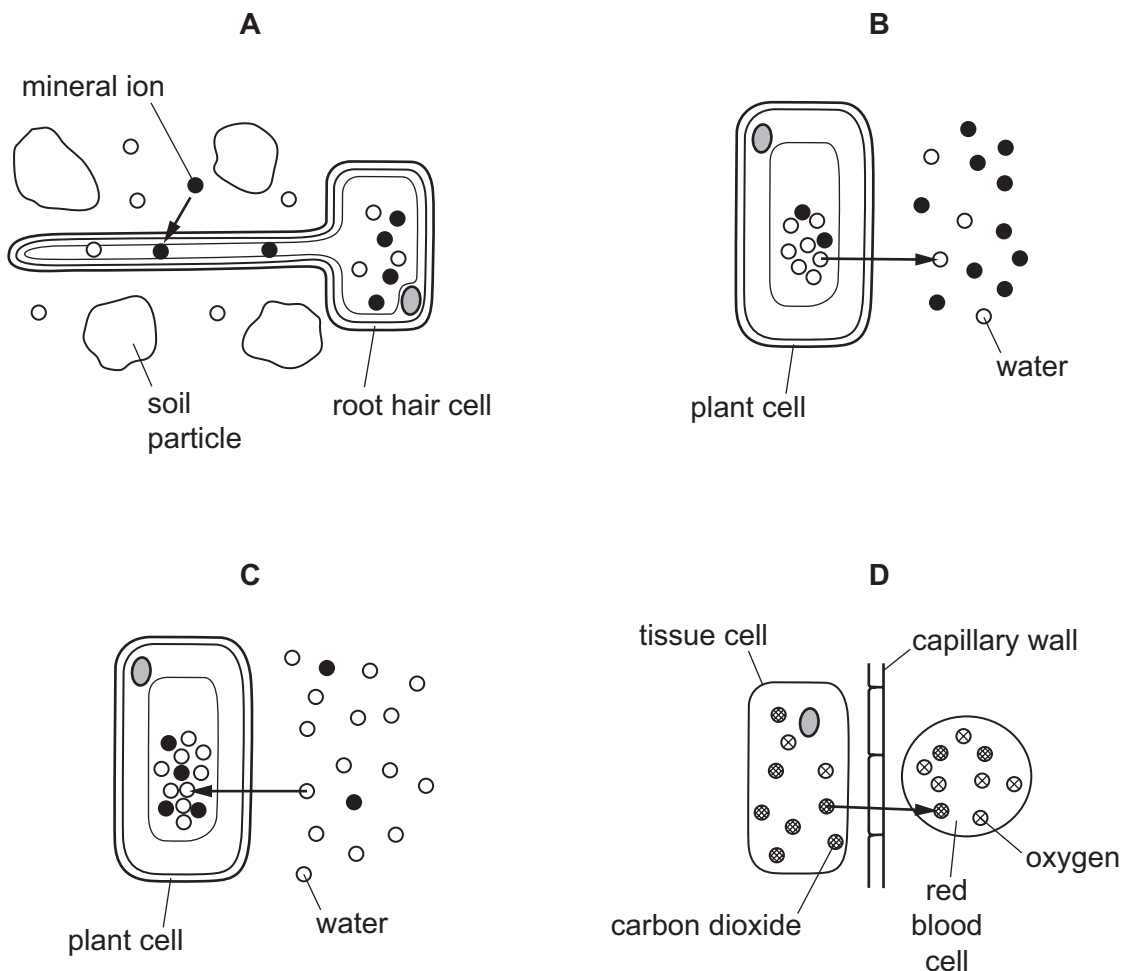 A
mineral ion
soil
particle
root hair cell
B
plant cell
water
C
plant cell
water
D
tissue cell
capillary wall
carbon dioxide
oxygen
red
blood
cell